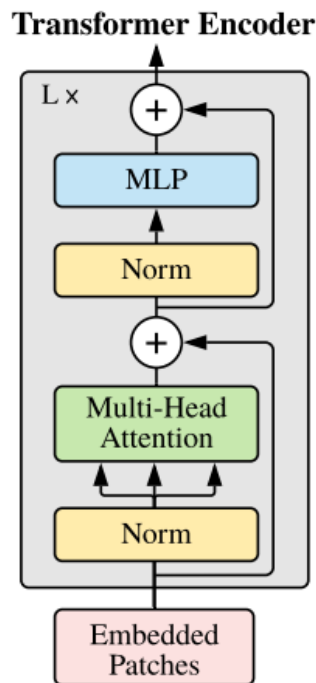 Transformer Encoder
L ×
+
MLP
Norm
+
Multi-Head
Attention
Norm
Embedded
Patches